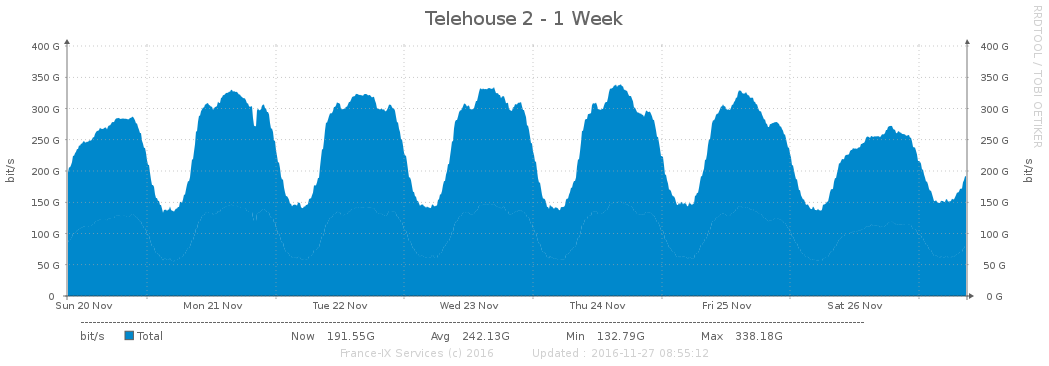 Telehouse 2 - 1 Week
RRDTOOL / TOBI OETIKER
400 G 400 G
350 G 350 G
300 G 300 G
250 G 250 G
200 G 200 G
150 G 150 G
100 G 100 G
50 G 50 G
0 0 G
bit/s bit/s
Sun 20 Nov Mon 21 Nov Tue 22 Nov Wed 23 Nov Thu 24 Nov Fri 25 Nov Sat 26 Nov
bit/s Total Now 191.55G Avg 242.13G Min 132.79G Max 338.18G
France-IX Services (c) 2016 Updated : 2016-11-27 08:55:12